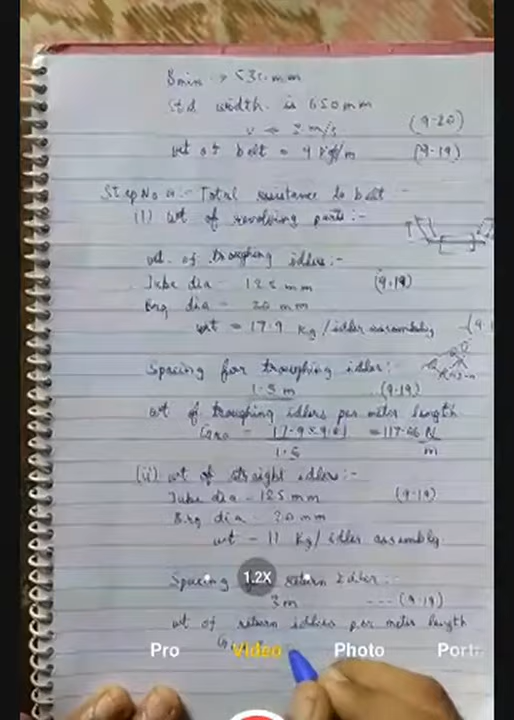 Bmin > 530 mm
Std width is 650 mm
v = 2 m/s (9-20)
wt of belt = 9 kgf/m (9-19)
Step No 4:- Total resistance to belt
(i) wt of revolving parts:-
wt. of troughing idlers:-
Tube dia - 125 mm (9.19)
Brg dia - 20 mm
wt = 17.9 Kg/idler assembly
Spacing for troughing idler:-
1.5 m (9.19)
wt of troughing idlers per meter length
= 17.9×9.81 = 117.06 N
1.5 m
(ii) wt of straight idlers:-
Tube dia - 125 mm (9-19)
Brg dia - 20 mm
wt - 11 Kg/idler assembly.
1.2X
Spacing return idler:-
3m --- (9.19)
wt of return idlers per meter length
Pro Video Photo Portr